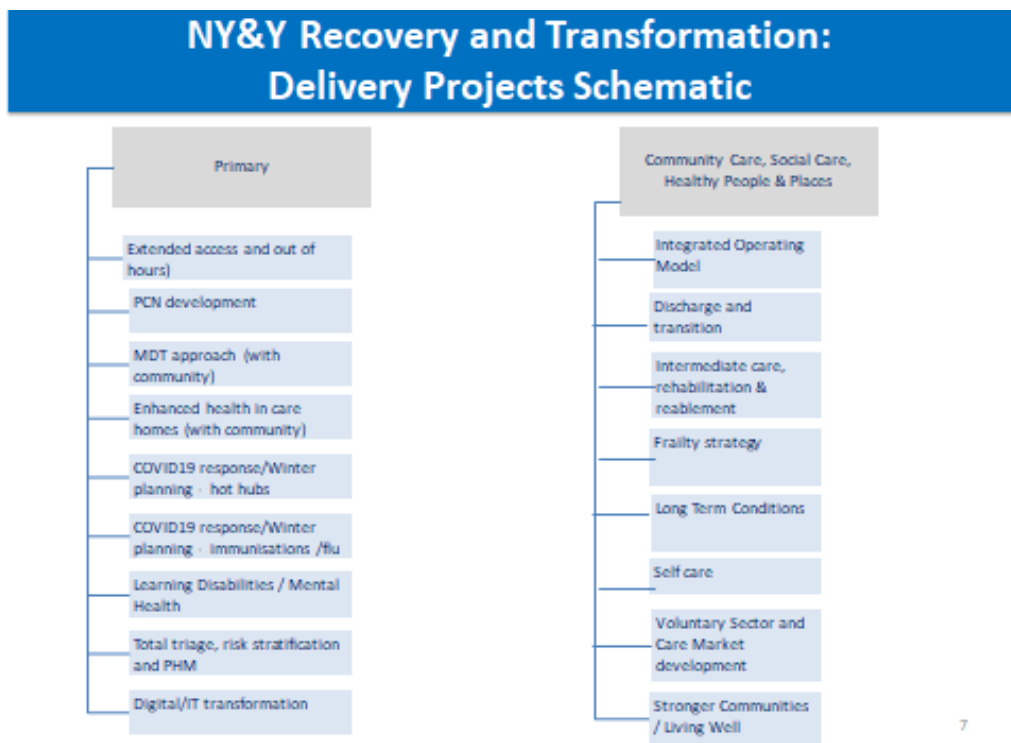 NY&Y Recovery and Transformation:
Delivery Projects Schematic
Primary
Extended access and out of
hours)
PCN development
MDT approach (with
community)
Enhanced health in care
homes (with community)
COVID19 response/Winter
planning - hot hubs
COVID19 response/Winter
planning - immunisations /flu
Learning Disabilities / Mental
Health
Total triage, risk stratification
and PHM
Digital/IT transformation
Community Care, Social Care,
Healthy People & Places
Integrated Operating
Model
Discharge and
transition
Intermediate care,
rehabilitation &
reablement
Frailty strategy
Long Term Conditions
Self care
Voluntary Sector and
Care Market
development
Stronger Communities
/ Living Well
7